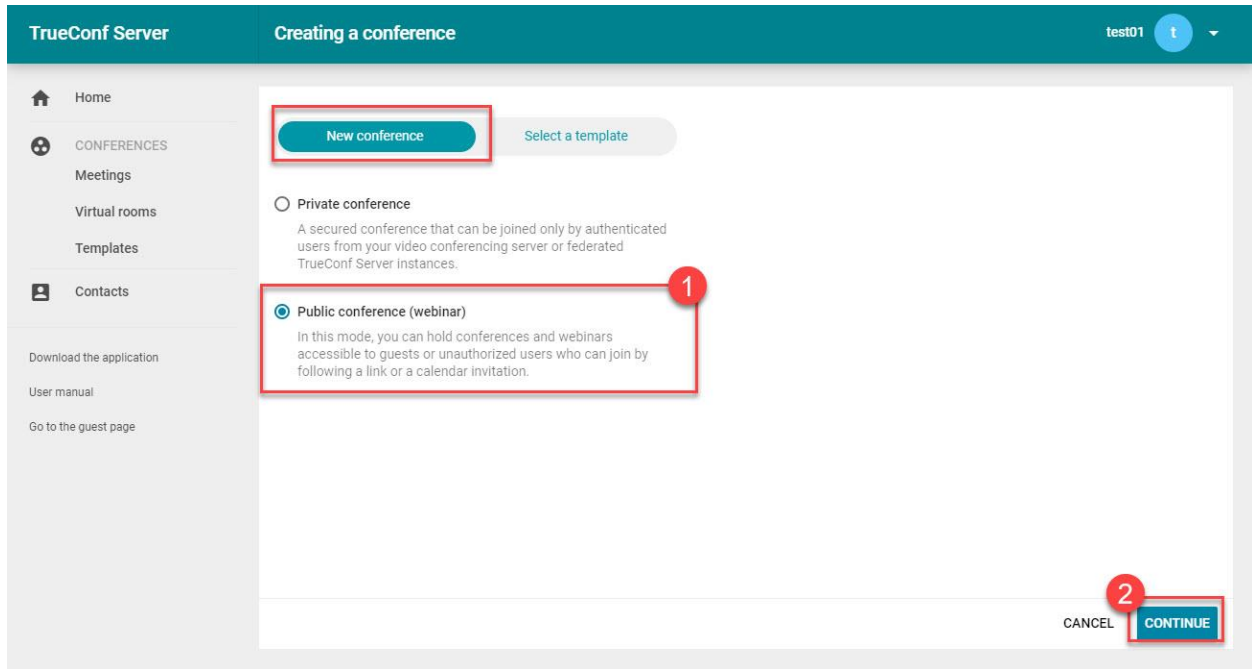 TrueConf Server
Creating a conference
test01
t
Home
CONFERENCES
Meetings
Virtual rooms
Templates
Contacts
Download the application
User manual
Go to the guest page
New conference
Select a template
Private conference
A secured conference that can be joined only by authenticated
users from your video conferencing server or federated
TrueConf Server instances.
1
Public conference (webinar)
In this mode, you can hold conferences and webinars
accessible to guests or unauthorized users who can join by
following a link or a calendar invitation.
2
CANCEL
CONTINUE